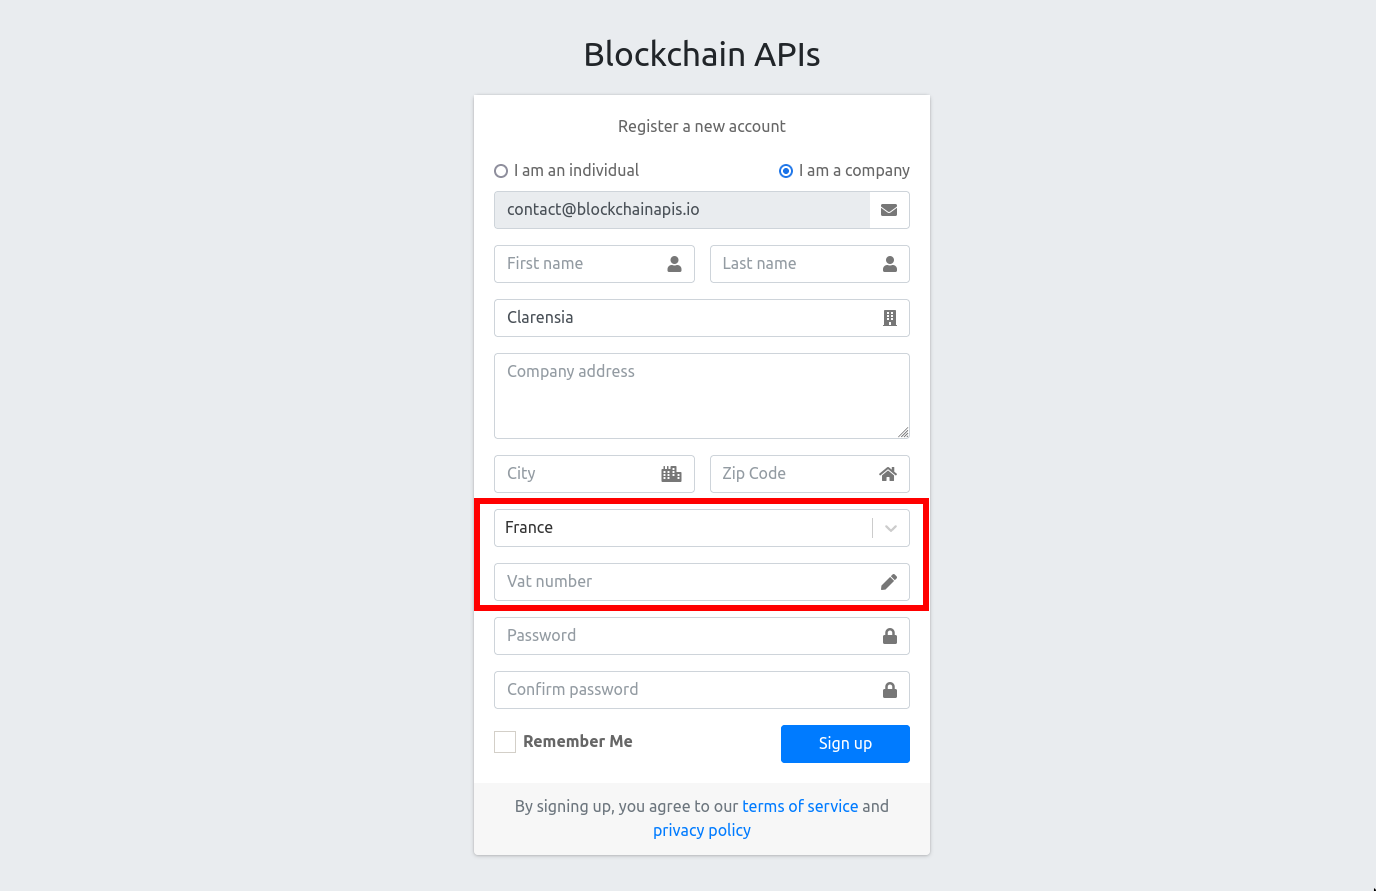 Blockchain APIs
Register a new account
I am an individual
I am a company
contact@blockchainapis.io
First name
Last name
Clarensia
Company address
City
Zip Code
France
Vat number
Password
Confirm password
Remember Me
Sign up
By signing up, you agree to our terms of service and
privacy policy